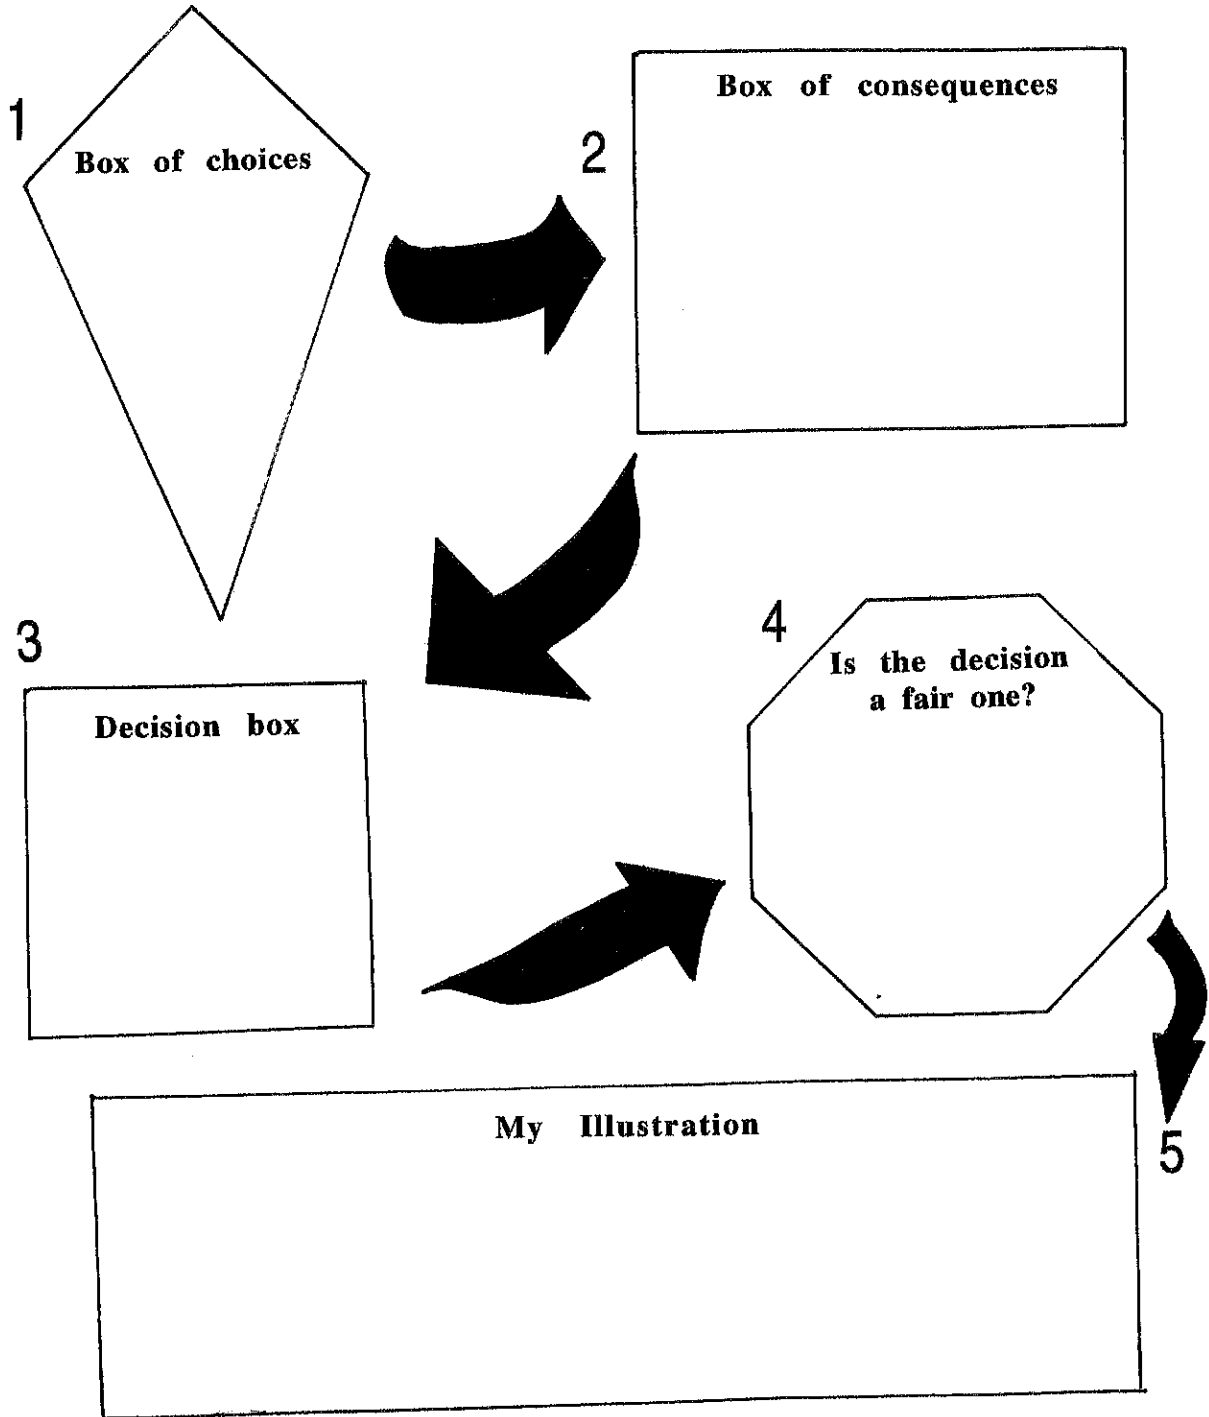 1
Box of choices
2
Box of consequences
3
Decision box
4
Is the decision
a fair one?
My Illustration
5